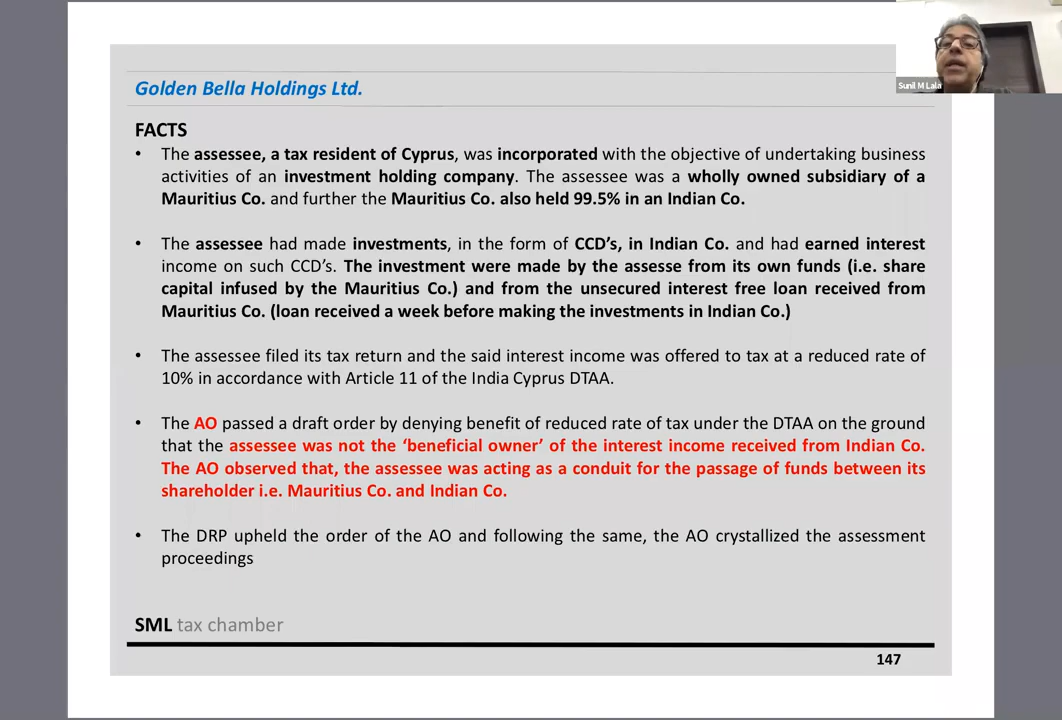 Sunil M Lala
Golden Bella Holdings Ltd.
FACTS
• The assessee, a tax resident of Cyprus, was incorporated with the objective of undertaking business
activities of an investment holding company. The assessee was a wholly owned subsidiary of a
Mauritius Co. and further the Mauritius Co. also held 99.5% in an Indian Co.
• The assessee had made investments, in the form of CCD's, in Indian Co. and had earned interest
income on such CCD's. The investment were made by the assesse from its own funds (i.e. share
capital infused by the Mauritius Co.) and from the unsecured interest free loan received from
Mauritius Co. (loan received a week before making the investments in Indian Co.)
• The assessee filed its tax return and the said interest income was offered to tax at a reduced rate of
10% in accordance with Article 11 of the India Cyprus DTAA.
• The AO passed a draft order by denying benefit of reduced rate of tax under the DTAA on the ground
that the assessee was not the 'beneficial owner' of the interest income received from Indian Co.
The AO observed that, the assessee was acting as a conduit for the passage of funds between its
shareholder i.e. Mauritius Co. and Indian Co.
• The DRP upheld the order of the AO and following the same, the AO crystallized the assessment
proceedings
SML tax chamber
147